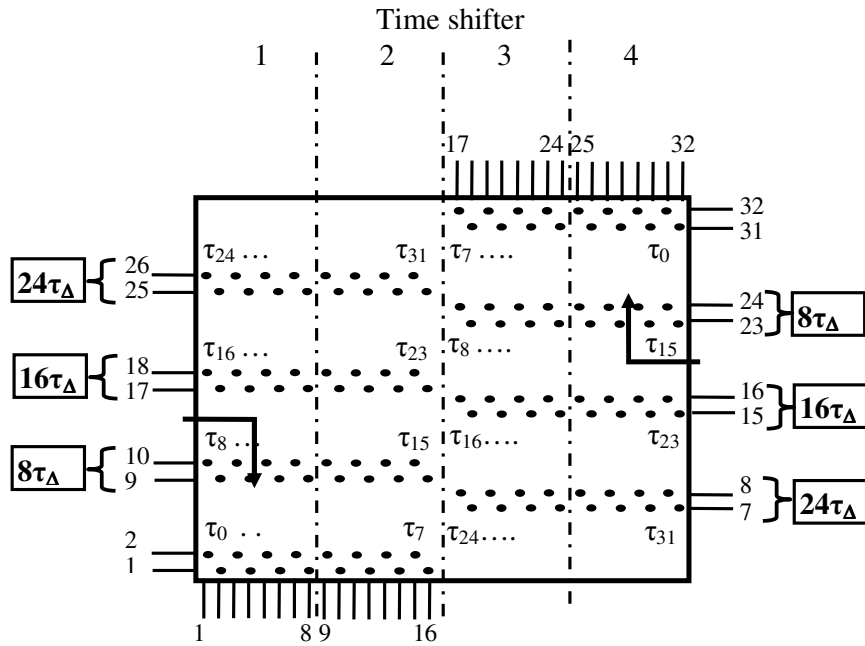 Time shifter
1 2 3 4
17 24 25 32
32
31
τ24 ... τ31 τ7 .... τ0
26
25
24τΔ
24
23
8τΔ
τ16 ... τ23 τ8 .... τ15
18
17
16τΔ
16
15
16τΔ
τ8 ... τ15 τ16 .... τ23
10
9
8τΔ
8
7
24τΔ
τ0 .. τ7 τ24 .... τ31
2
1
1 8 9 16